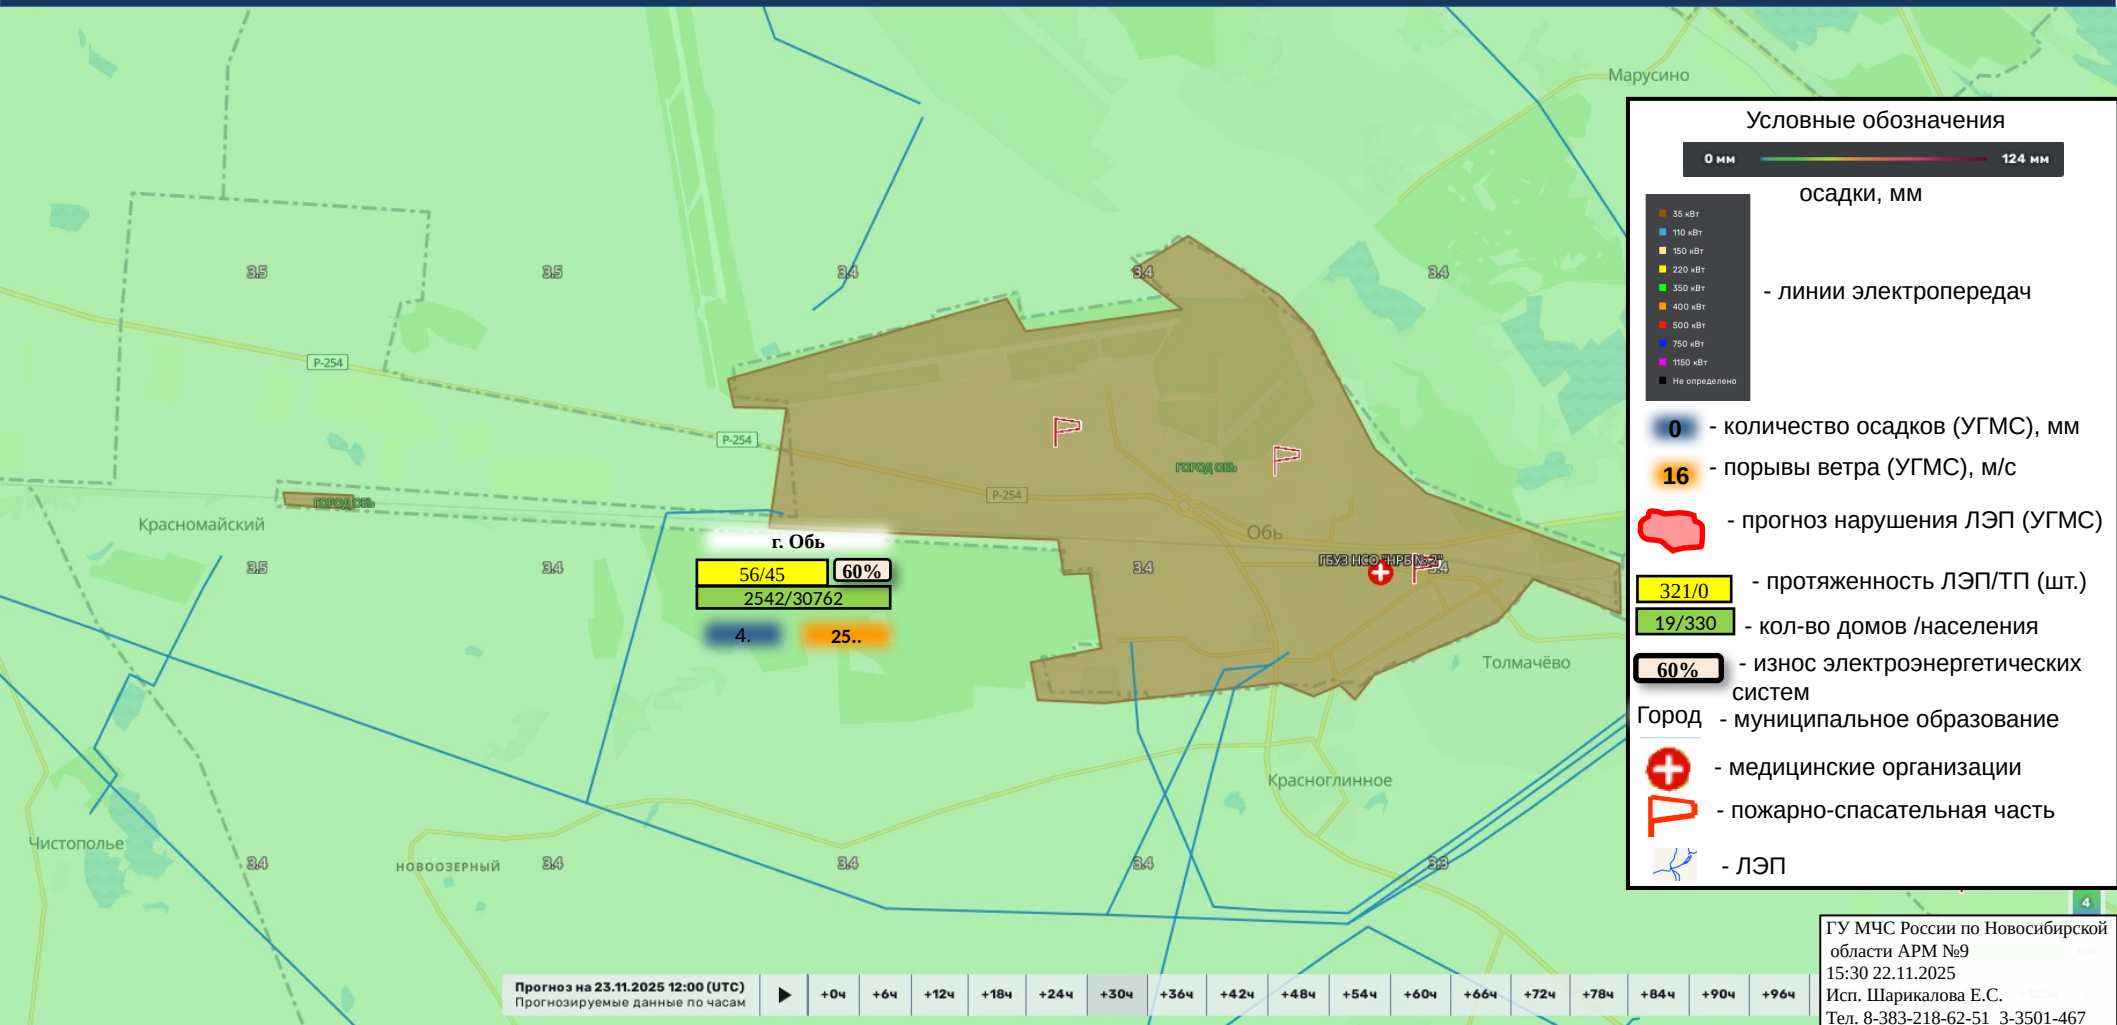 Марусино
3.5
3.5
3.4
3.4
3.4
Р-254
Р-254
ГОРОД ОБЬ
ГОРОД ОБЬ
Р-254
Красномайский
Обь
г. Обь
56/45
60%
2542/30762
4.
25..
ГБУЗ НСО "НРБ №2"
3.5
3.4
3.4
3.4
Толмачёво
Красноглинное
Чистополье
НОВООЗЕРНЫЙ
3.4
3.4
3.4
3.4
3.3
Условные обозначения
0 мм
124 мм
осадки, мм
35 кВт
110 кВт
150 кВт
220 кВт
350 кВт
400 кВт
500 кВт
750 кВт
1150 кВт
Не определено
- линии электропередач
0 - количество осадков (УГМС), мм
16 - порывы ветра (УГМС), м/с
- прогноз нарушения ЛЭП (УГМС)
321/0 - протяженность ЛЭП/ТП (шт.)
19/330 - кол-во домов /населения
60% - износ электроэнергетических
систем
Город - муниципальное образование
- медицинские организации
- пожарно-спасательная часть
- ЛЭП
4
ГУ МЧС России по Новосибирской
области АРМ №9
15:30 22.11.2025
Исп. Шарикалова Е.С.
Тел. 8-383-218-62-51 3-3501-467
Прогноз на 23.11.2025 12:00 (UTC)
Прогнозируемые данные по часам
+0ч +6ч +12ч +18ч +24ч +30ч +36ч +42ч +48ч +54ч +60ч +66ч +72ч +78ч +84ч +90ч +96ч